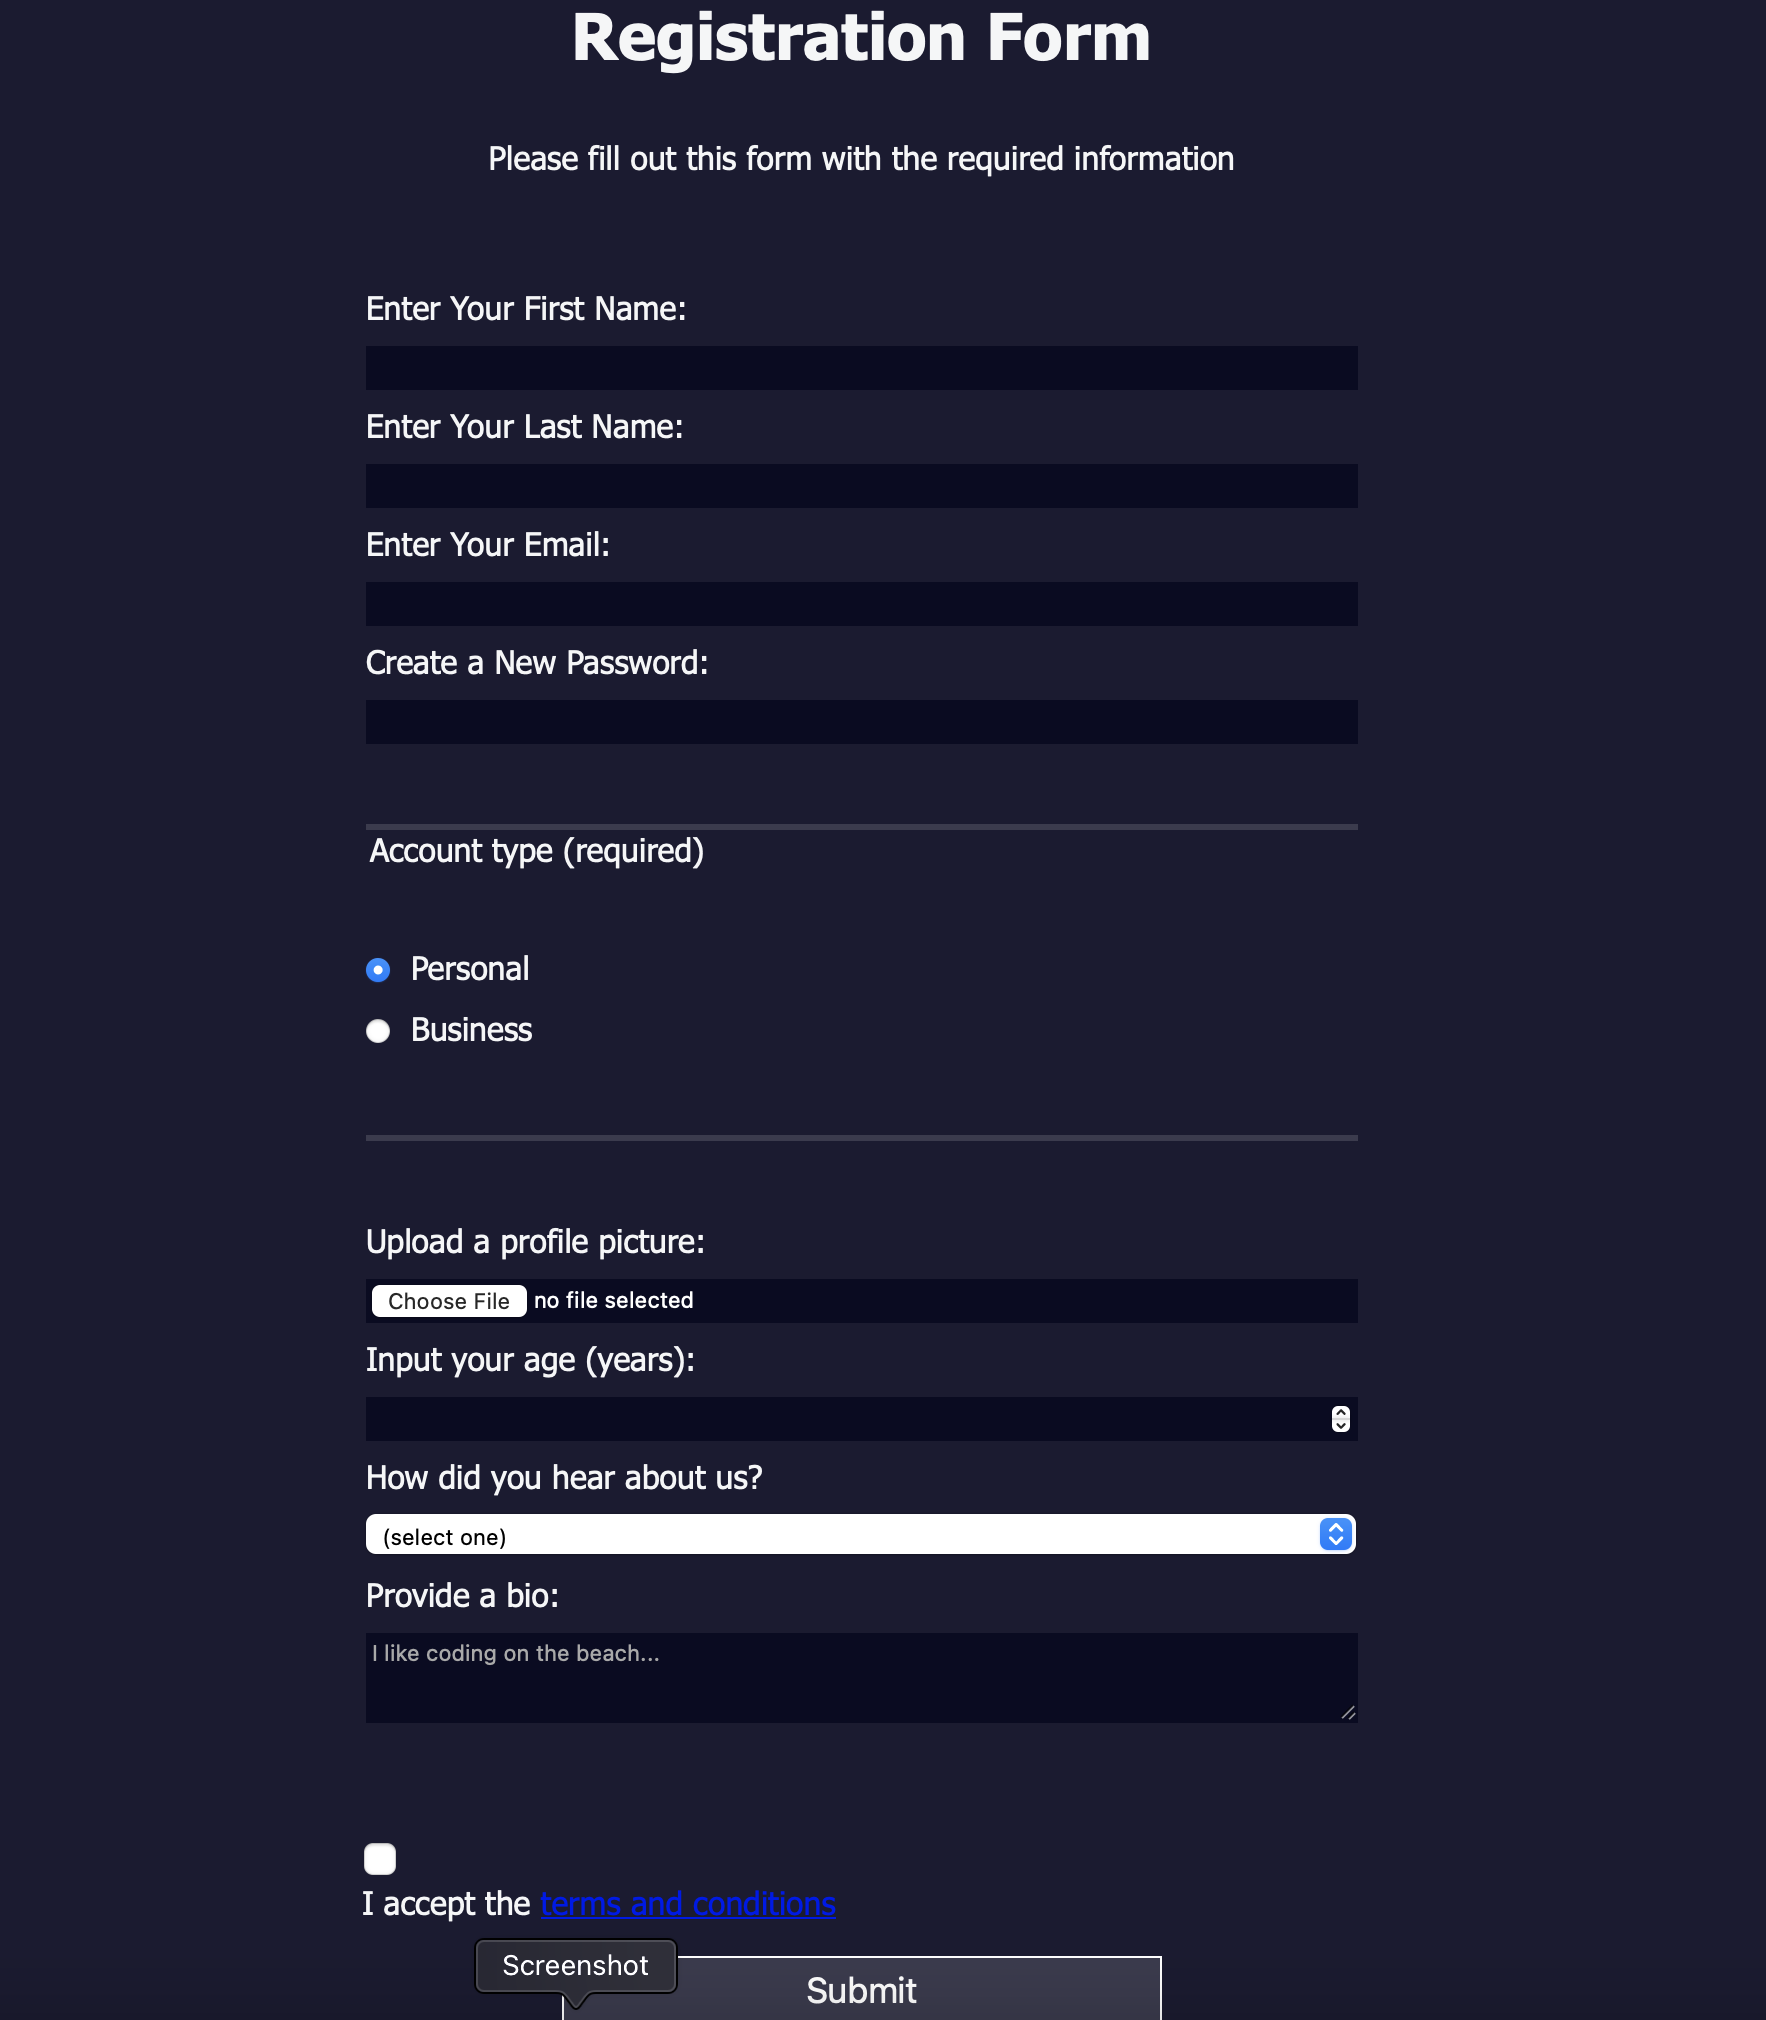 Registration Form
Please fill out this form with the required information
Enter Your First Name:
Enter Your Last Name:
Enter Your Email:
Create a New Password:
Account type (required)
Personal
Business
Upload a profile picture:
Choose File no file selected
Input your age (years):
How did you hear about us?
(select one)
Provide a bio:
I like coding on the beach...
I accept the terms and conditions
Screenshot
Submit